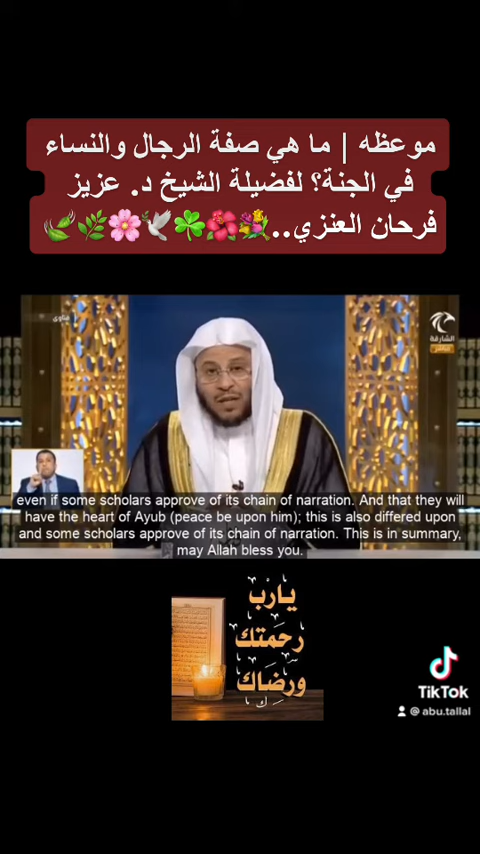 موعظه | ما هي صفة الرجال والنساء
في الجنة؟ لفضيلة الشيخ د. عزيز
فرحان العنزي..💐🌺☘️🕊️🌸🌿🍃
فتاوى
الشارقة
مباشر
even if some scholars approve of its chain of narration. And that they will
have the heart of Ayub (peace be upon him); this is also differed upon
and some scholars approve of its chain of narration. This is in summary,
may Allah bless you.
يارب
رحمتك
ورضاك
TikTok
@ abu.tallal